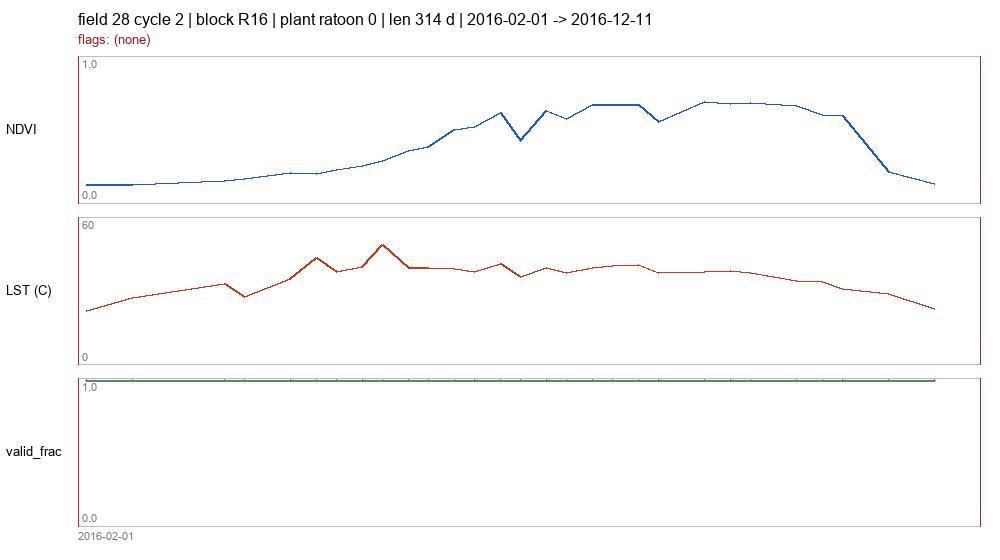 field 28 cycle 2 | block R16 | plant ratoon 0 | len 314 d | 2016-02-01 -> 2016-12-11
flags: (none)
1.0
NDVI
0.0
60
LST (C)
0
1.0
valid_frac
0.0
2016-02-01